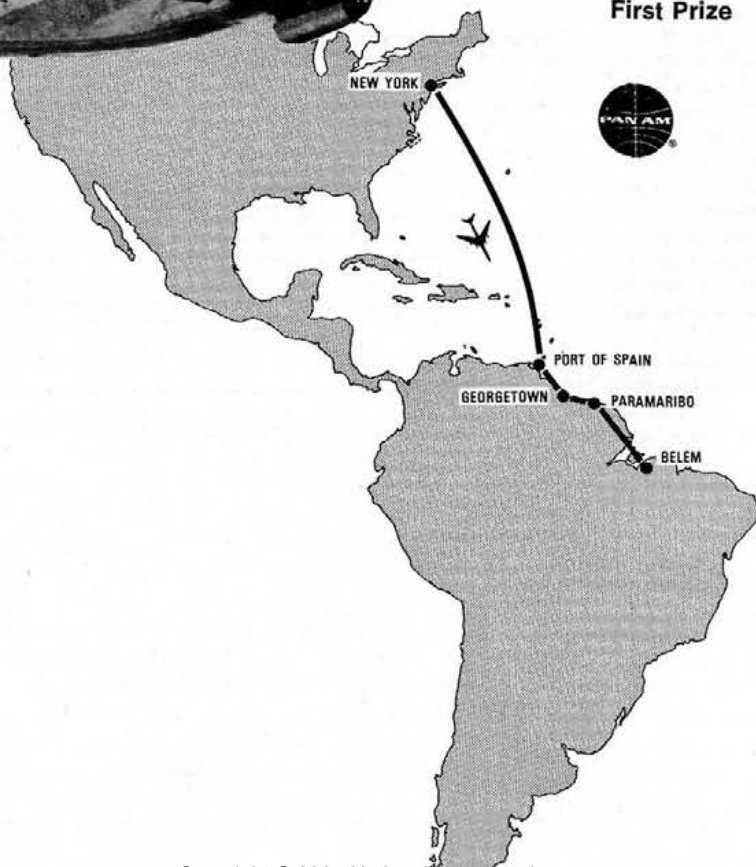 First Prize
NEW YORK
PAN AM
®
PORT OF SPAIN
GEORGETOWN
PARAMARIBO
BELEM